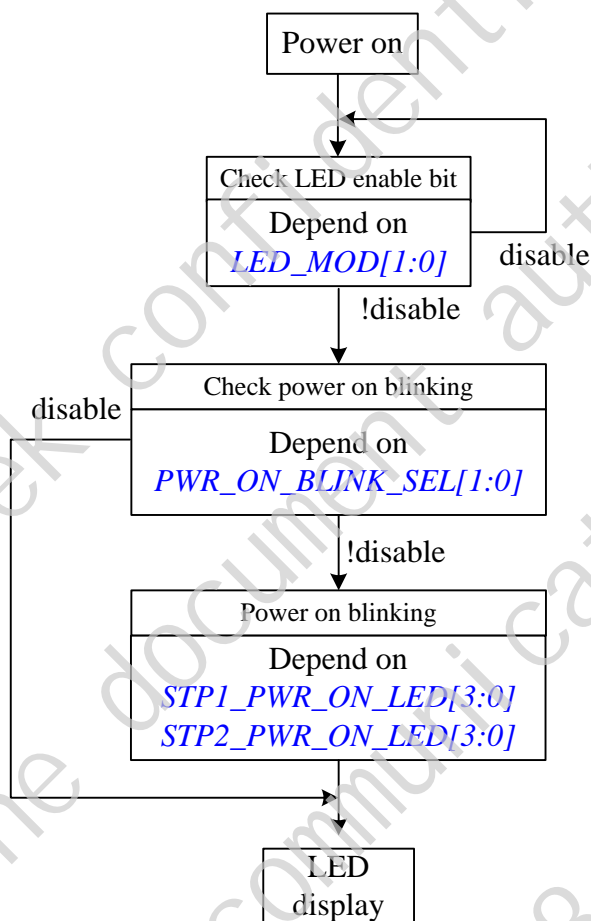 Power on
Check LED enable bit
Depend on
LED_MOD[1:0]
disable
!disable
Check power on blinking
disable
Depend on
PWR_ON_BLINK_SEL[1:0]
!disable
Power on blinking
Depend on
STP1_PWR_ON_LED[3:0]
STP2_PWR_ON_LED[3:0]
LED
display